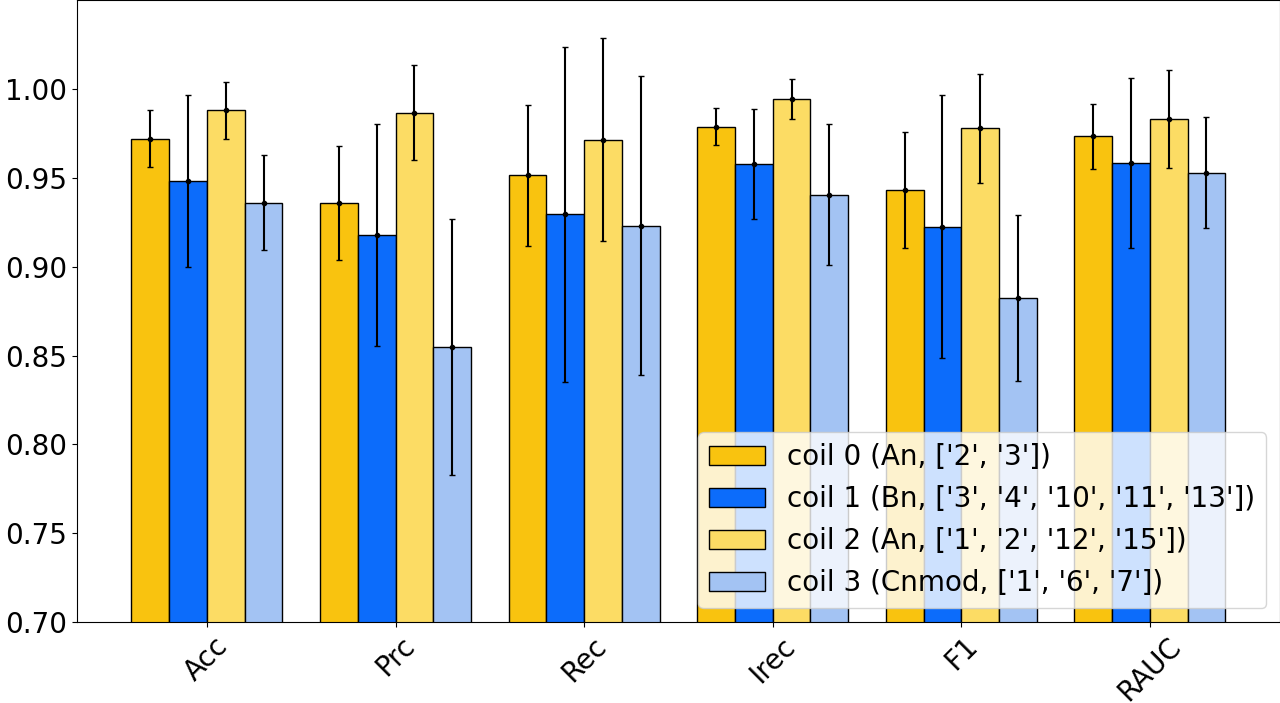 1.00
0.95
0.90
0.85
0.80
0.75
0.70
coil 0 (An, ['2', '3'])
coil 1 (Bn, ['3', '4', '10', '11', '13'])
coil 2 (An, ['1', '2', '12', '15'])
coil 3 (Cnmod, ['1', '6', '7'])
Acc
Prc
Rec
Irec
F1
RAUC